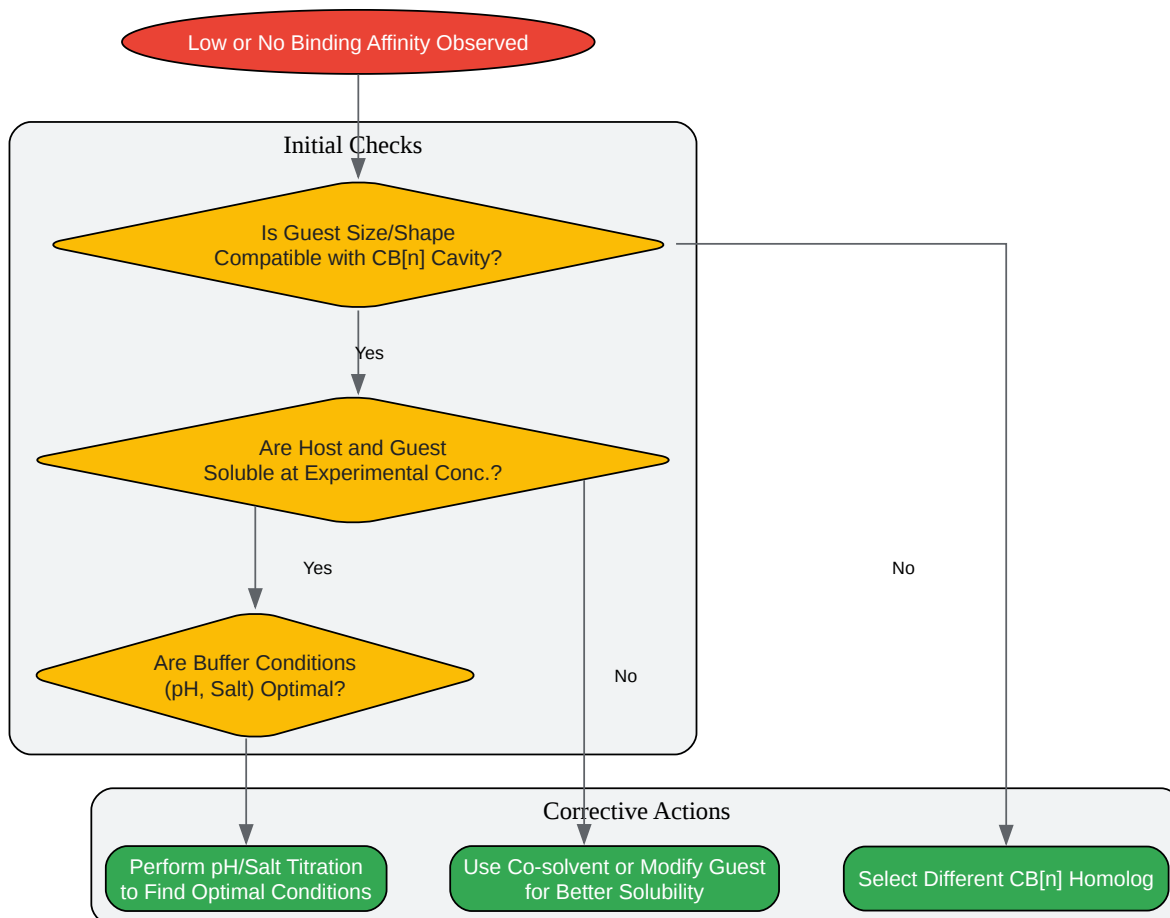 Low or No Binding Affinity Observed
Initial Checks
Is Guest Size/Shape
Compatible with CB[n] Cavity?
Yes
Are Host and Guest
Soluble at Experimental Conc.?
Yes
No
Are Buffer Conditions
(pH, Salt) Optimal?
No
Corrective Actions
Perform pH/Salt Titration
to Find Optimal Conditions
Use Co-solvent or Modify Guest
for Better Solubility
Select Different CB[n] Homolog